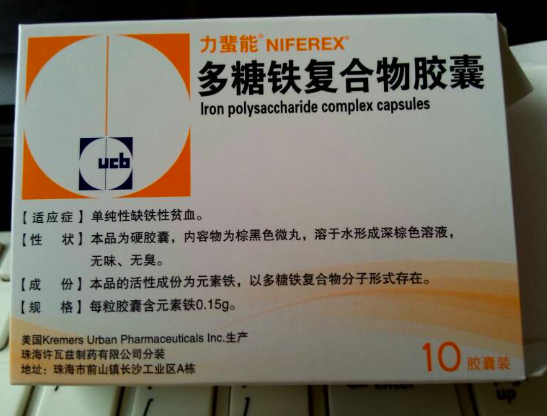 力蜚能® NIFEREX®
多糖铁复合物胶囊
Iron polysaccharide complex capsules
ucb
【适应症】单纯性缺铁性贫血。
【性 状】本品为硬胶囊，内容物为棕黑色微丸，溶于水形成深棕色溶液，
无味、无臭。
【成 份】本品的活性成份为元素铁，以多糖铁复合物分子形式存在。
【规 格】每粒胶囊含元素铁0.15g。
美国Kremers Urban Pharmaceuticals Inc.生产
珠海许瓦兹制药有限公司分装
地址：珠海市前山镇长沙工业区A栋
10 胶囊装
enter
up